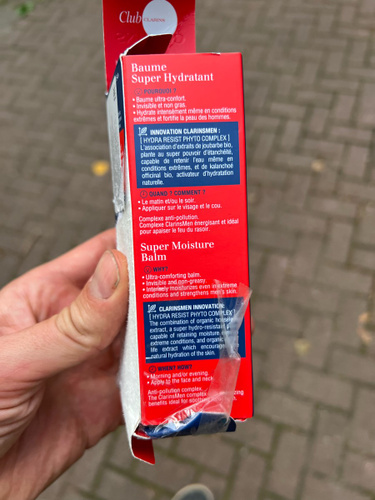 Club CLARINS
Baume
Super Hydratant
POURQUOI ?
• Baume ultra-confort.
• Invisible et non gras.
• Hydrate intensément même en conditions
extrêmes et fortifie la peau des hommes.
INNOVATION CLARINSMEN :
[ HYDRA RESIST PHYTO COMPLEX ]
L'association d'extraits de joubarbe bio,
plante au super pouvoir d'étanchéité,
capable de retenir l'eau même en
conditions extrêmes, et de kalanchoé
officinal bio, activateur d'hydratation
naturelle.
QUAND ? COMMENT ?
• Le matin et/ou le soir.
• Appliquer sur le visage et le cou.
Complexe anti-pollution.
Complexe ClarinsMen énergisant et idéal
pour apaiser le feu du rasoir.
Super Moisture
Balm
WHY ?
• Ultra-comforting balm.
• Invisible and non-greasy.
• Intensely moisturizes even in extreme
conditions and strengthens men's skin.
CLARINSMEN INNOVATION:
[ HYDRA RESIST PHYTO COMPLEX ]
The combination of organic
extract, a super hydro-resistant
capable of retaining moisture
extreme conditions, and organic
life extract which encourages
natural hydration of the skin.
WHEN? HOW?
• Morning and/or evening.
• Apply to the face and neck
Anti-pollution complex
The ClarinsMen
benefits ideal for